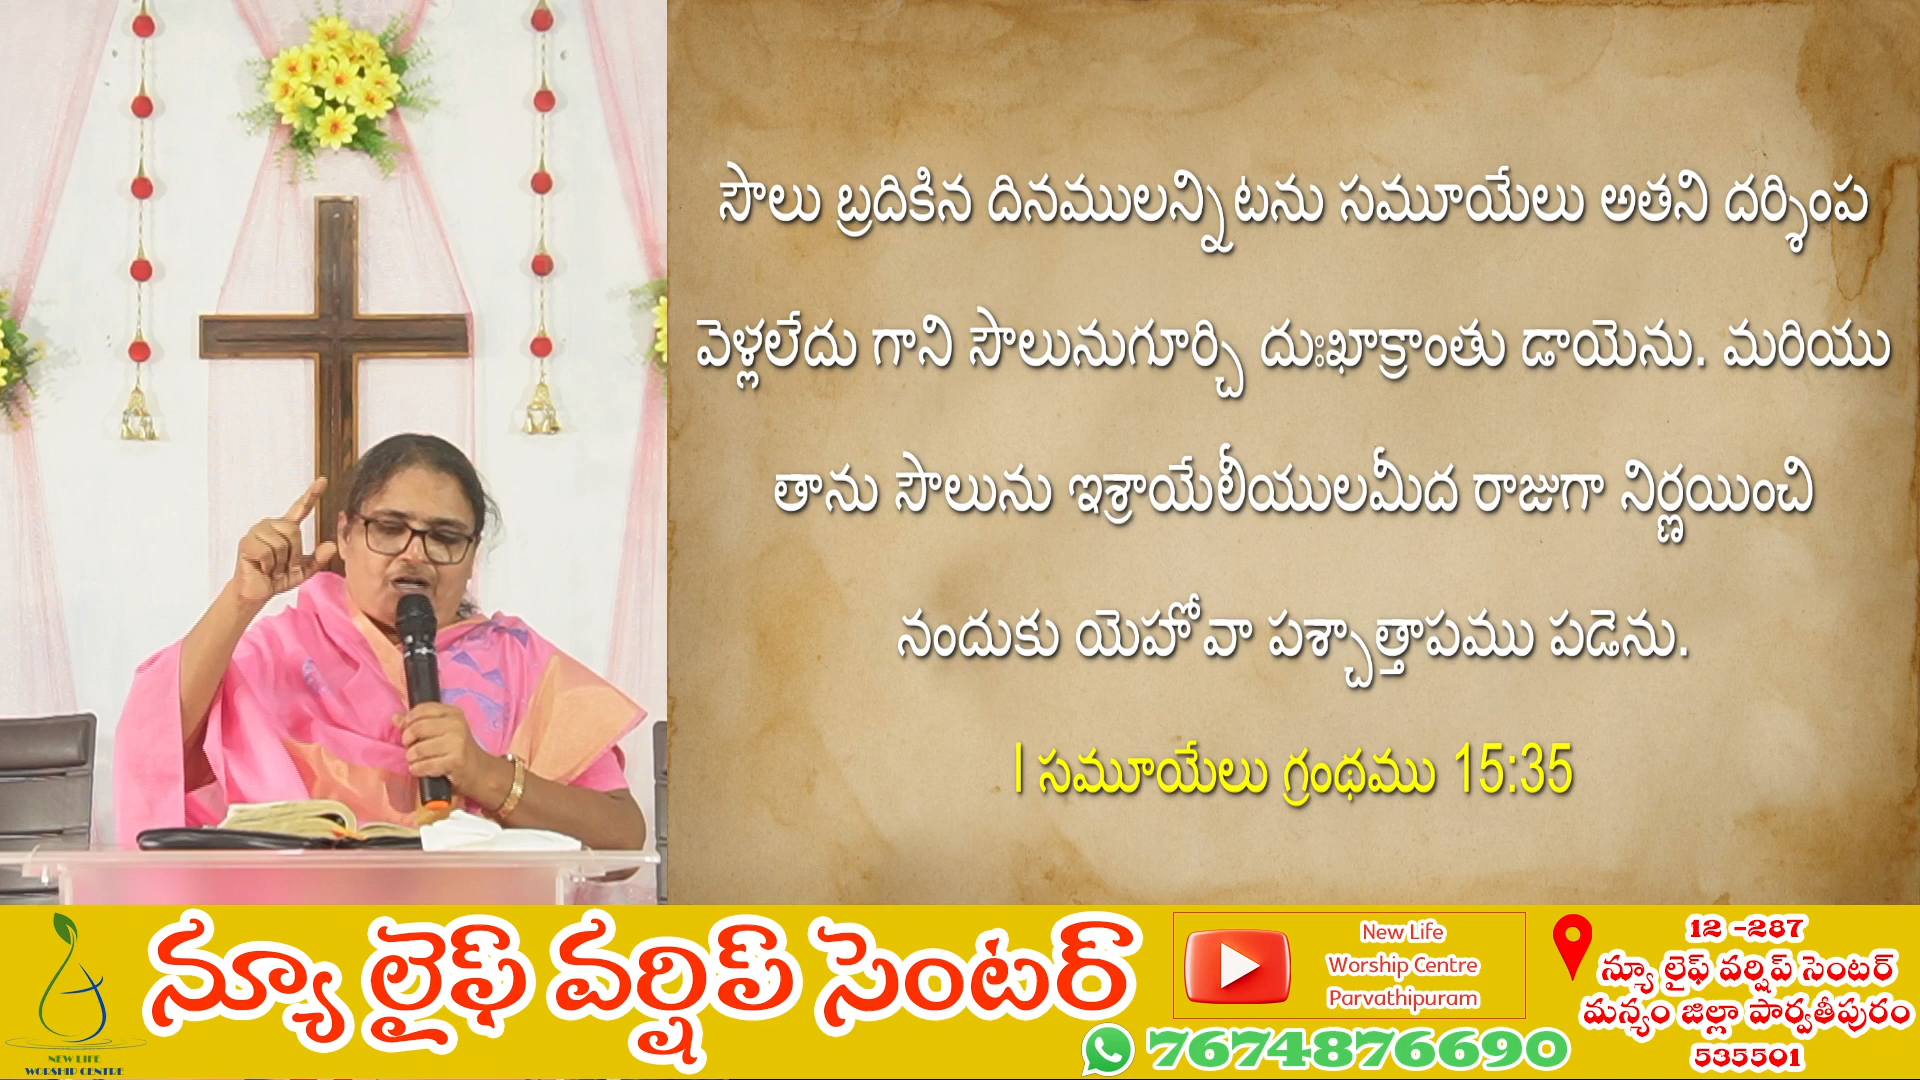 సౌలు బ్రదికిన దినములన్నిటను సమూయేలు అతని దర్శింప
వెళ్లలేదు గాని సౌలునుగూర్చి దుఃఖాక్రాంతు డాయెను. మరియు
తాను సౌలును ఇశ్రాయేలీయులమీద రాజుగా నిర్ణయించి
నందుకు యెహోవా పశ్చాత్తాపము పడెను.
I సమూయేలు గ్రంథము 15:35
NEW LIFE
WORSHIP CENTRE
న్యూ లైఫ్ వర్షిప్ సెంటర్
New Life
Worship Centre
Parvathipuram
7674876690
12 -287
న్యూ లైఫ్ వర్షిప్ సెంటర్
మన్యం జిల్లా పార్వతీపురం
535501